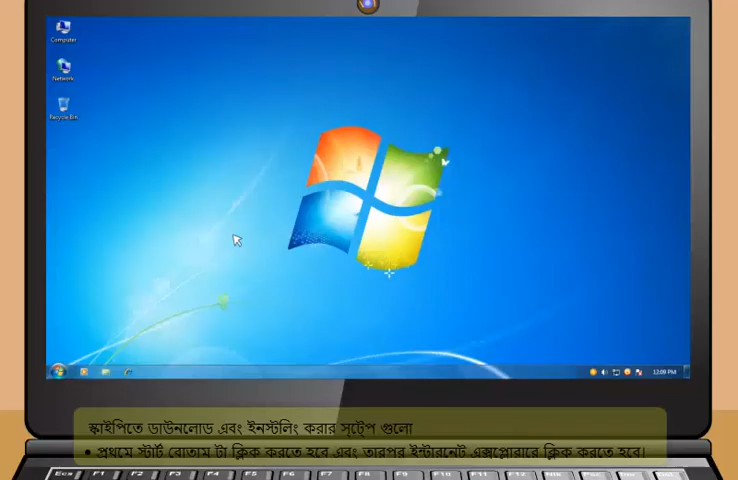 Computer
Network
Recycle Bin
12:09 PM
স্কাইপিতে ডাউনলোড এবং ইনস্টলিং করার স্টেপ গুলো
• প্রথমে স্টার্ট বোতাম টা ক্লিক করতে হবে এবং তারপর ইন্টারনেট এক্সপ্লোরারে ক্লিক করতে হবে।
Esc F1 F2 F3 F4 F5 F6 F7 F8 F9 F10 F11 F12